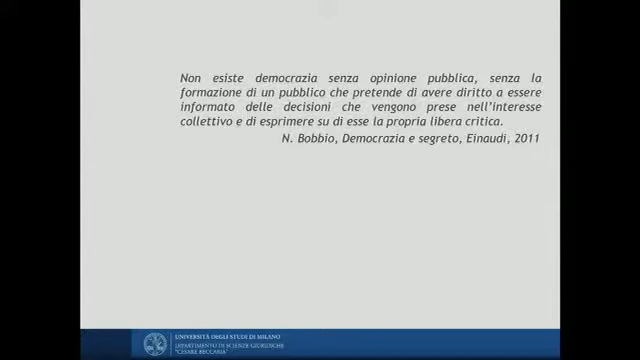 Non esiste democrazia senza opinione pubblica, senza la
formazione di un pubblico che pretende di avere diritto a essere
informato delle decisioni che vengono prese nell'interesse
collettivo e di esprimere su di esse la propria libera critica.
N. Bobbio, Democrazia e segreto, Einaudi, 2011
UNIVERSITÀ DEGLI STUDI DI MILANO
DIPARTIMENTO DI SCIENZE GIURIDICHE
"CESARE BECCARIA"